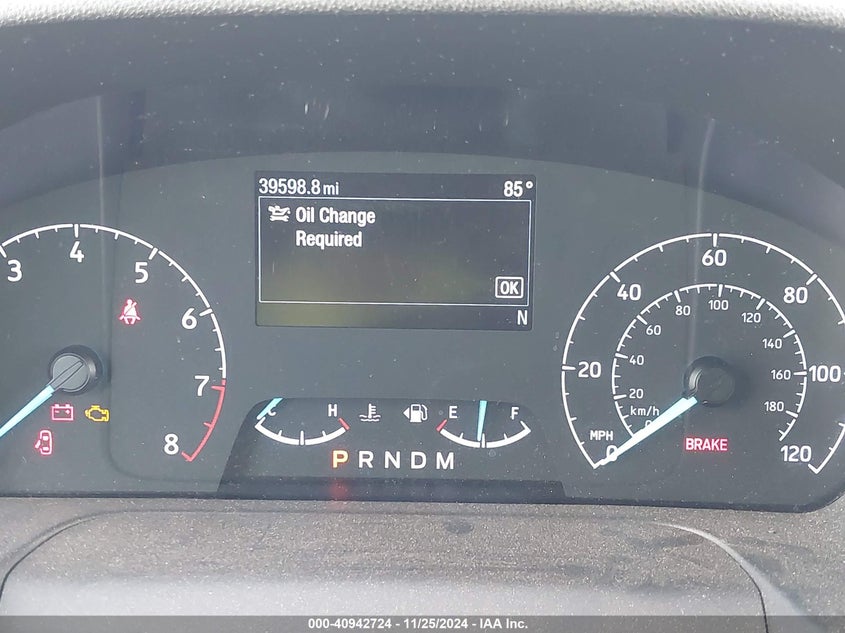 39598.8 mi 85°
Oil Change
Required
OK
N
3 4 5 6 7 8
C H
E F
P R N D M
0 20 40 60 80 100 120
MPH
20 40 60 80 100 120 140 160 180
km/h
BRAKE
000-40942724 - 11/25/2024 - IAA Inc.